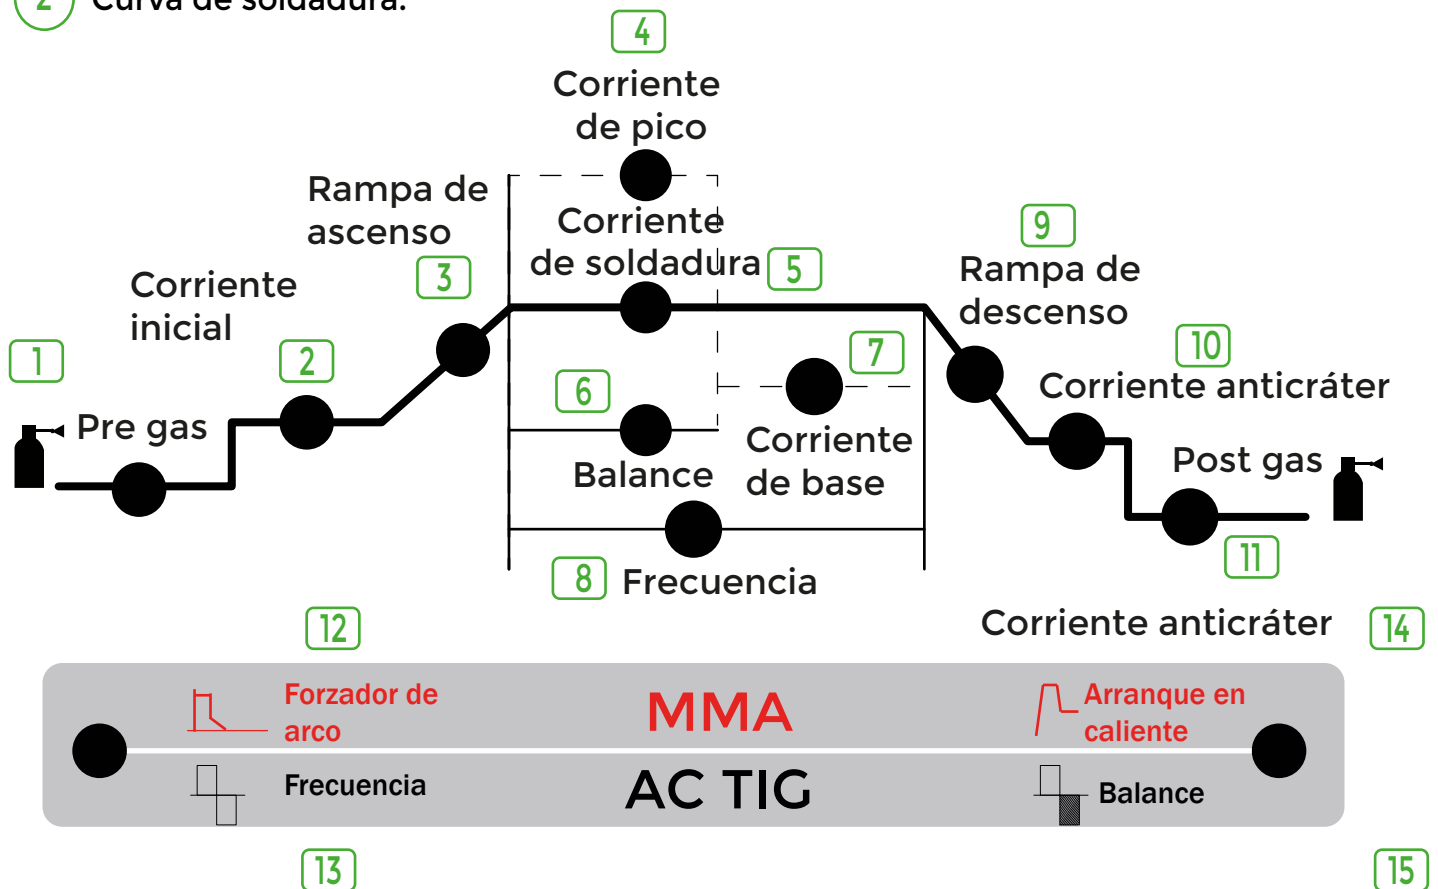 2 Curva de soldadura.
4
Corriente
de pico
Rampa de
ascenso
3
Corriente
de soldadura
5
9
Rampa de
descenso
Corriente
inicial
1
2
7
10
6
Corriente anticráter
Pre gas
Balance
Corriente
de base
Post gas
11
8
Frecuencia
12
Corriente anticráter
14
Forzador de
arco
MMA
Arranque en
caliente
Frecuencia
AC TIG
Balance
13
15